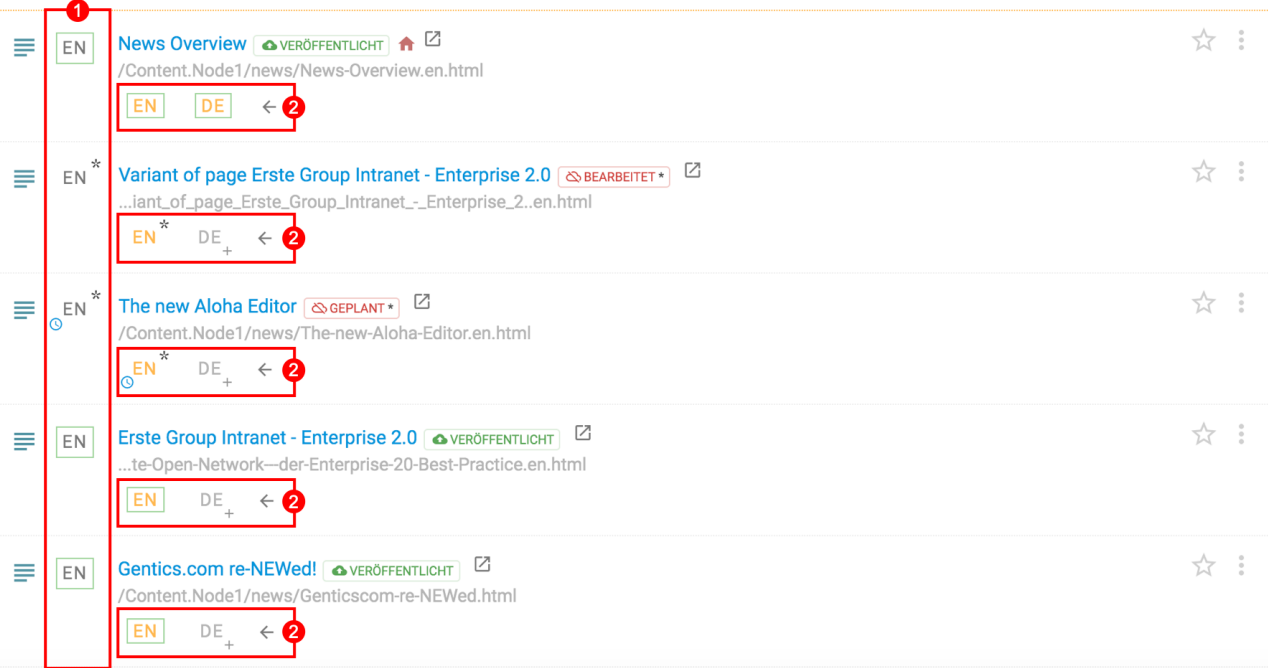 1
EN News Overview VERÖFFENTLICHT
/Content.Node1/news/News-Overview.en.html
EN DE 2
EN* Variant of page Erste Group Intranet - Enterprise 2.0 BEARBEITET *
...iant_of_page_Erste_Group_Intranet_-_Enterprise_2..en.html
EN* DE+ 2
EN* The new Aloha Editor GEPLANT *
/Content.Node1/news/The-new-Aloha-Editor.en.html
EN* DE+ 2
EN Erste Group Intranet - Enterprise 2.0 VERÖFFENTLICHT
...te-Open-Network---der-Enterprise-20-Best-Practice.en.html
EN DE+ 2
EN Gentics.com re-NEWed! VERÖFFENTLICHT
/Content.Node1/news/Genticscom-re-NEWed.html
EN DE+ 2